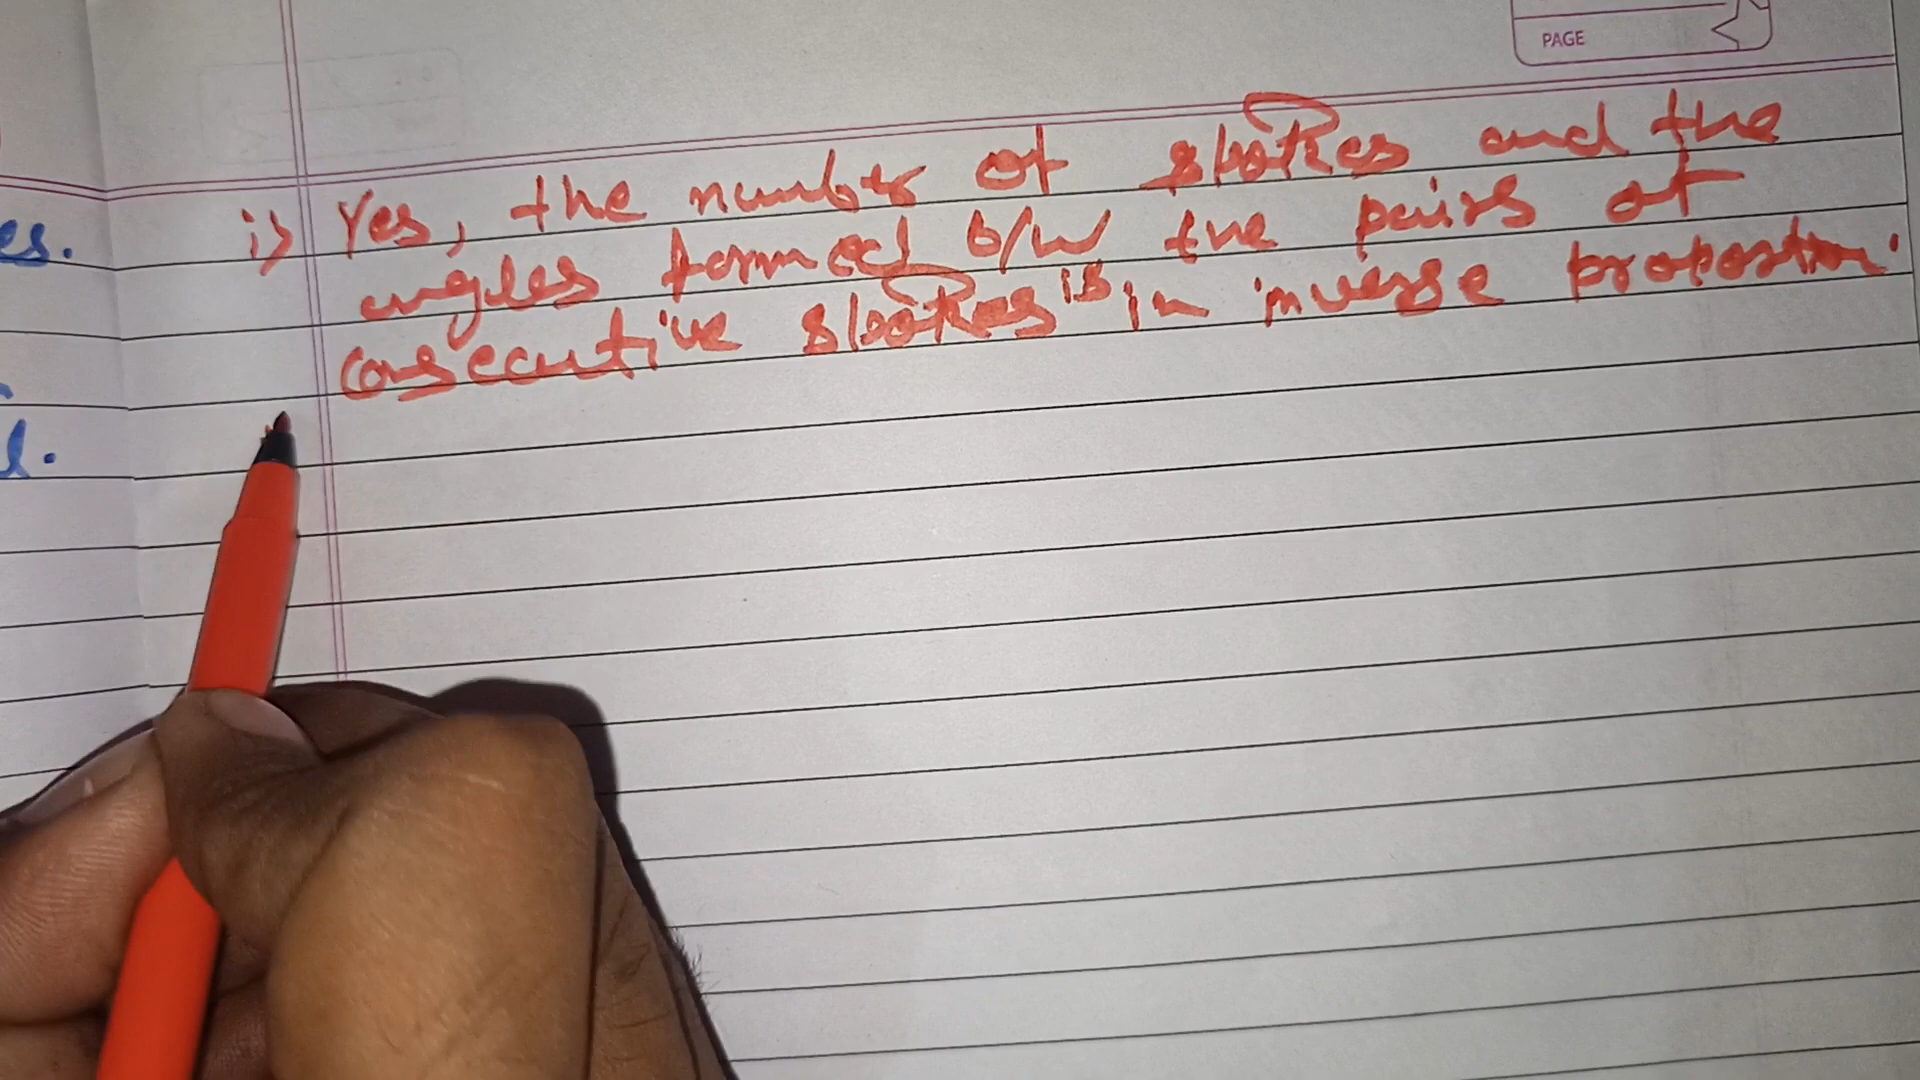 PAGE
es. i) Yes, the number of spokes and the
angles formed b/w the pairs of
consecutive spokes is in inverse proportion.
l.